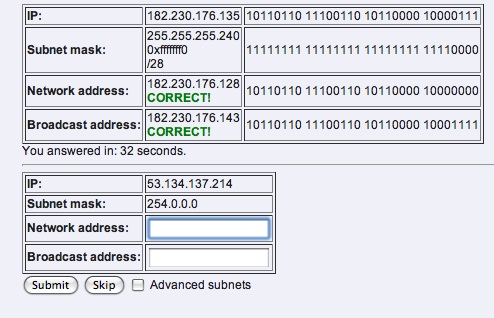 IP: 182.230.176.135 10110110 11100110 10110000 10000111
Subnet mask: 255.255.255.240 0xfffffff0 /28 11111111 11111111 11111111 11110000
Network address: 182.230.176.128 CORRECT! 10110110 11100110 10110000 10000000
Broadcast address: 182.230.176.143 CORRECT! 10110110 11100110 10110000 10001111
You answered in: 32 seconds.
IP: 53.134.137.214
Subnet mask: 254.0.0.0
Network address:
Broadcast address:
Submit Skip Advanced subnets